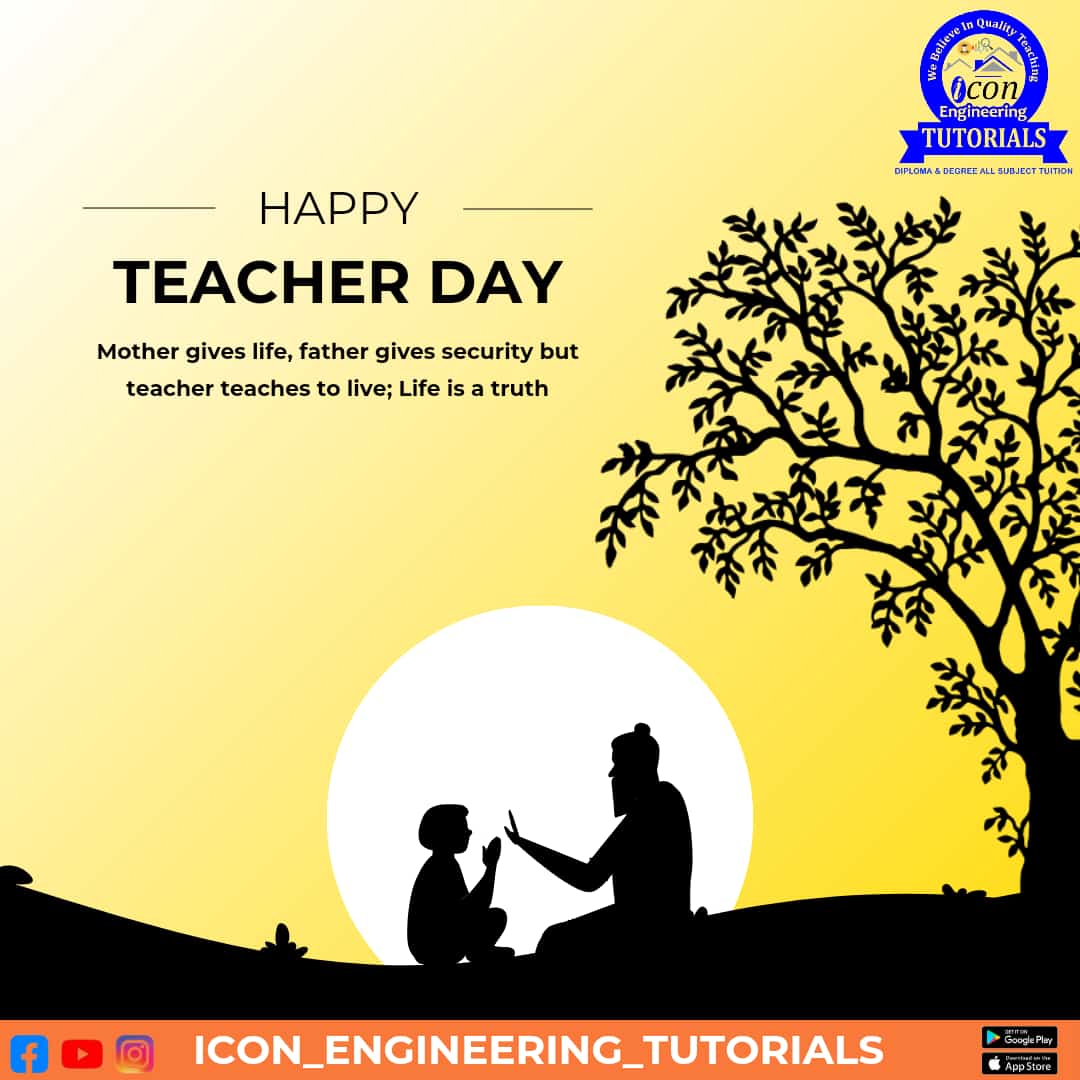 We Believe In Quality Teaching
icon
Engineering
TUTORIALS
DIPLOMA & DEGREE ALL SUBJECT TUITION
HAPPY
TEACHER DAY
Mother gives life, father gives security but
teacher teaches to live; Life is a truth
ICON_ENGINEERING_TUTORIALS
GET IT ON
Google Play
Download on the
App Store